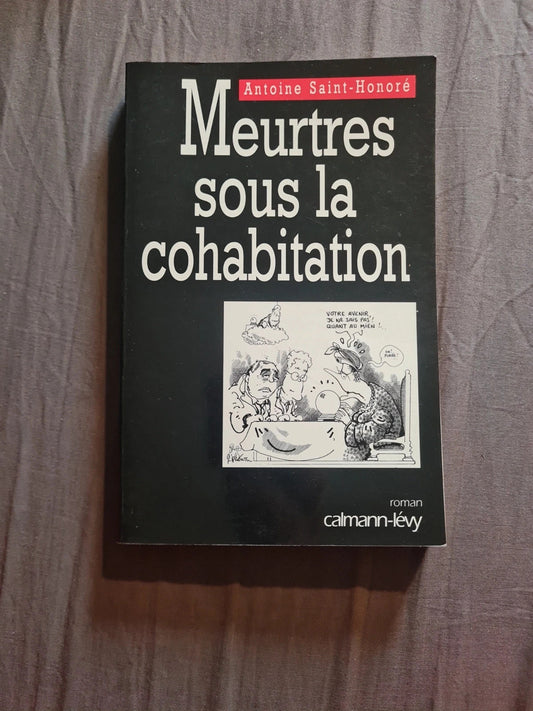 Antoine Saint-Honoré
Meurtres
sous la
cohabitation
VOTRE AVENIR,
JE NE SAIS PAS!
QUANT AU MIEN!
roman
calmann-lévy